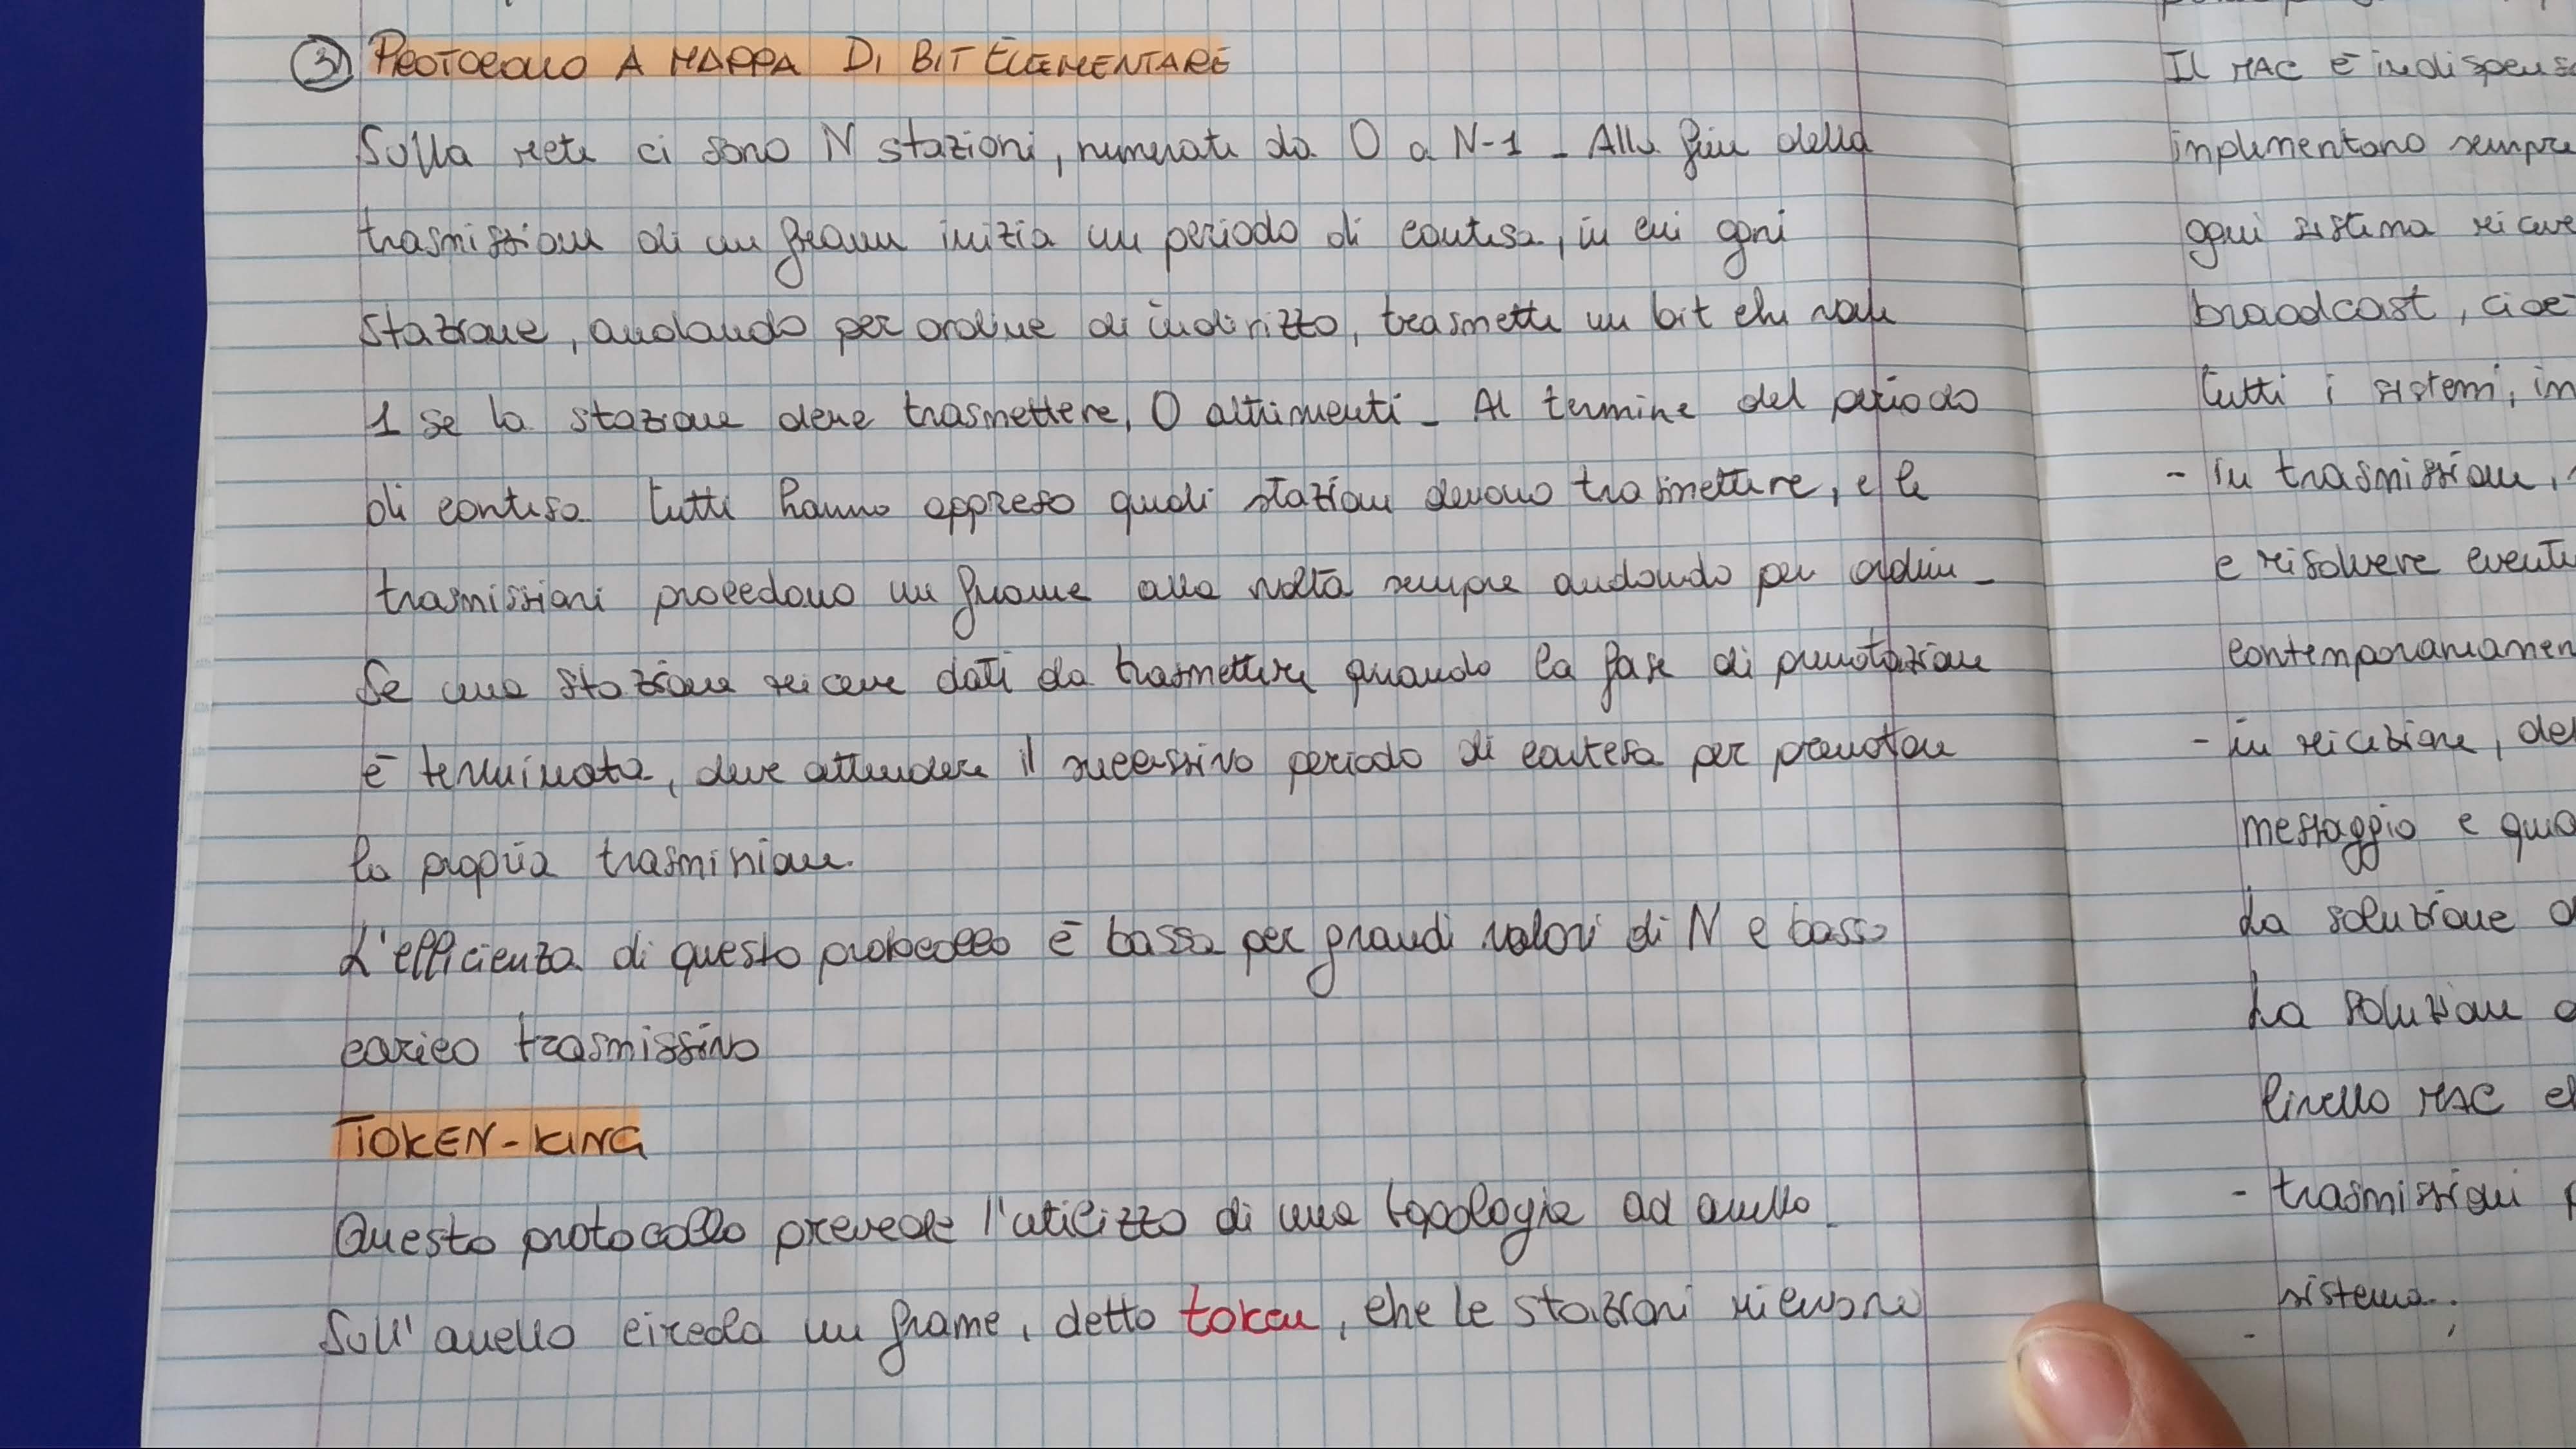 ③ PROTOCOLLO A MAPPA DI BIT ELEMENTARE
Sulla rete ci sono N stazioni, numerate da 0 a N-1 - Alla fine della
trasmissione di un frame inizia un periodo di contesa, in cui ogni
stazione, andando per ordine di indirizzo, trasmette un bit che vale
1 se la stazione deve trasmettere, 0 altrimenti - Al termine del periodo
di contesa tutti hanno appreso quali stazioni devono trasmettere, e le
trasmissioni procedono un frame alla volta sempre andando per ordine -
Se una stazione riceve dati da trasmettere quando la fase di prenotazione
è terminata, deve attendere il successivo periodo di contesa per prenotare
la propria trasmissione.
L'efficienza di questo protocollo è bassa per grandi valori di N e basso
carico trasmissivo
TOKEN-RING
Questo protocollo prevede l'utilizzo di una topologia ad anello -
Sull' anello circola un frame, detto token, che le stazioni ricevono
Il MAC è indispensa
implementano sempre
ogni sistema riceve
braodcast, cioè
tutti i sistemi, in
- in trasmissione,
e risolvere eventu
contemporaneamen
- in ricezione, de
messaggio e qua
La soluzione
La soluzione
livello MAC
- trasmissioni
sistema;